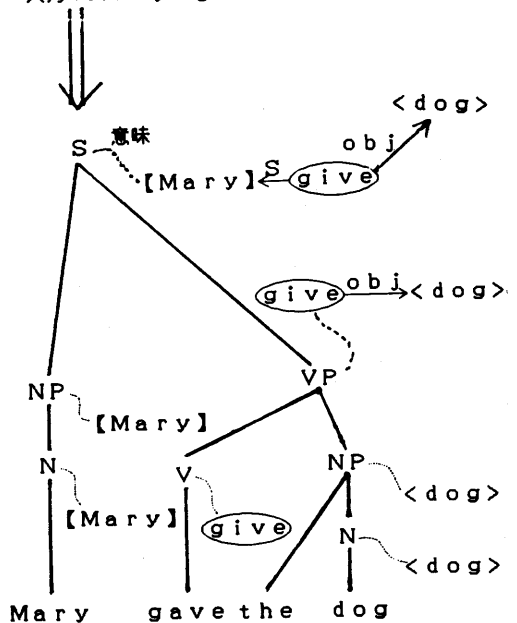 <dog>
obj
S 意味
【Mary】 S give
give obj <dog>
VP
NP 【Mary】
N 【Mary】
V give
NP <dog>
N <dog>
Mary gave the dog